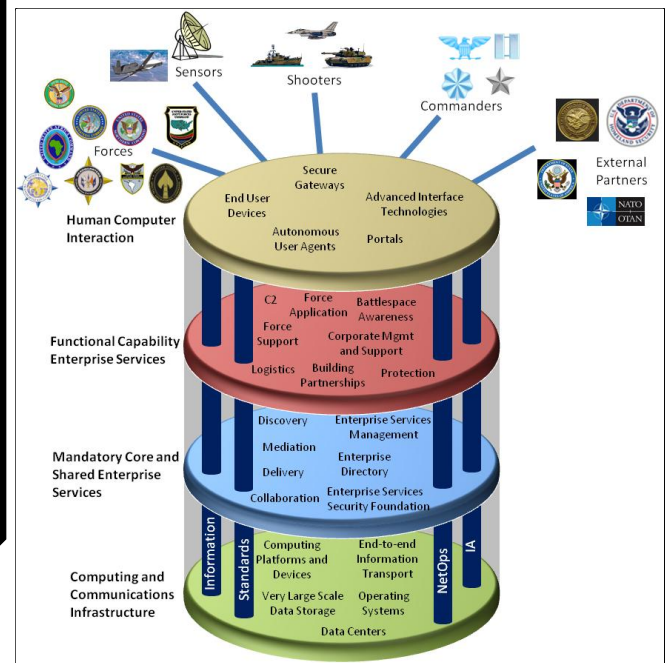 Sensors
Shooters
Commanders
Forces
External
Partners
U.S. DEPARTMENT OF
HOMELAND SECURITY
NATO
OTAN
Human Computer
Interaction
Secure
Gateways
End User
Devices
Advanced Interface
Technologies
Autonomous
User Agents
Portals
Functional Capability
Enterprise Services
C2
Force
Application
Battlespace
Awareness
Force
Support
Corporate Mgmt
and Support
Logistics
Building
Partnerships
Protection
Mandatory Core and
Shared Enterprise
Services
Discovery
Enterprise Services
Management
Mediation
Enterprise
Directory
Delivery
Collaboration
Enterprise Services
Security Foundation
Information
Standards
NetOps
IA
Computing and
Communications
Infrastructure
Computing
Platforms and
Devices
End-to-end
Information
Transport
Very Large Scale
Data Storage
Operating
Systems
Data Centers